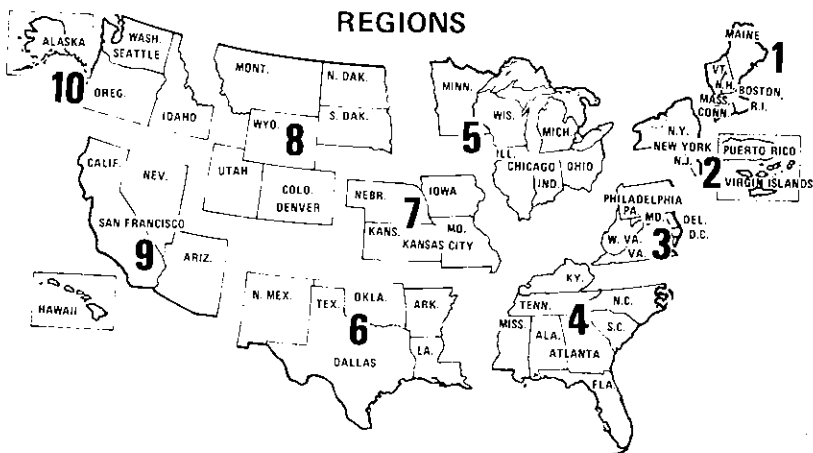 REGIONS
ALASKA
WASH.
SEATTLE
10
OREG.
IDAHO
MONT.
N. DAK.
WYO.
8
S. DAK.
UTAH
COLO.
DENVER
CALIF.
NEV.
SAN FRANCISCO
9
ARIZ.
HAWAII
NEBR.
7
IOWA
KANS.
MO.
KANSAS CITY
N. MEX.
TEX.
OKLA.
ARK.
6
LA.
DALLAS
MINN.
5
WIS.
MICH.
ILL.
CHICAGO
IND.
OHIO
KY.
TENN.
N.C.
4
MISS.
ALA.
S.C.
ATLANTA
FLA.
PHILADELPHIA
PA.
MD.
DEL.
D.C.
W. VA.
3
VA.
N.Y.
NEW YORK
N.J.
2
PUERTO RICO
VIRGIN ISLANDS
MAINE
1
VT.
N.H.
MASS.
BOSTON
R.I.
CONN.